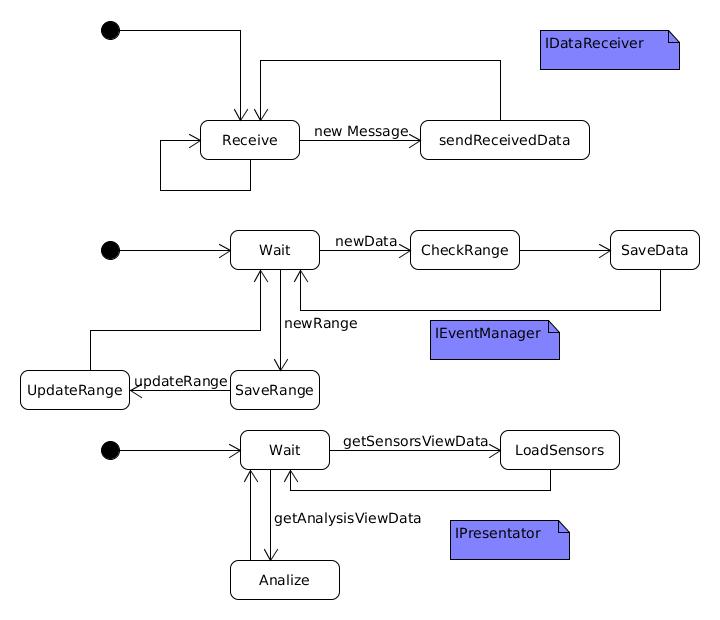 IDataReceiver
new Message
Receive
sendReceivedData
newData
Wait
CheckRange
SaveData
newRange
IEventManager
updateRange
UpdateRange
SaveRange
getSensorsViewData
Wait
LoadSensors
getAnalysisViewData
IPresentator
Analize